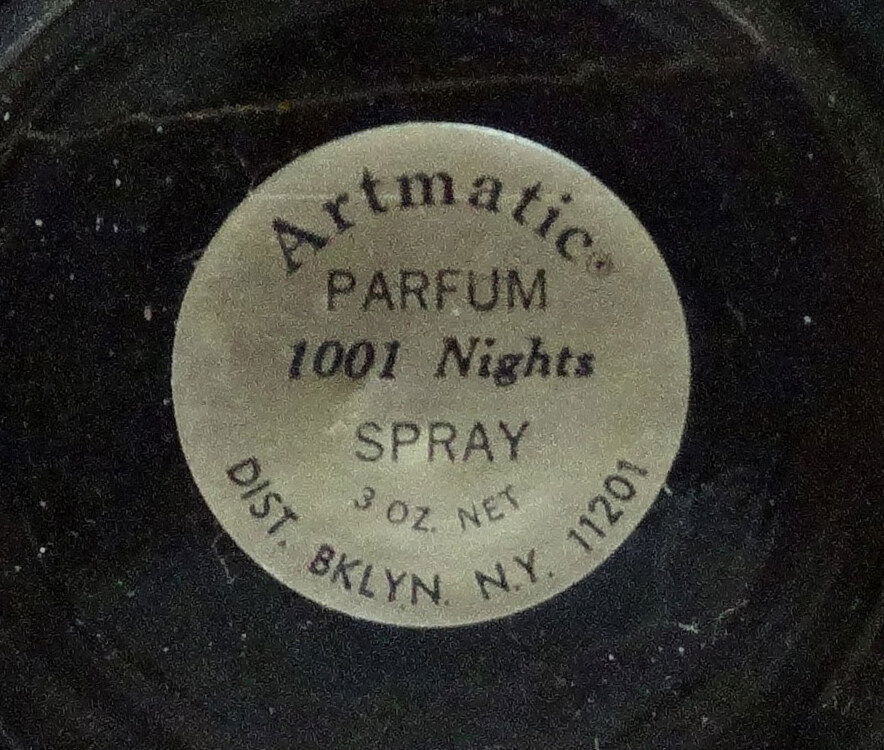 Artmatic®
PARFUM
1001 Nights
SPRAY
3 OZ. NET
DIST. BKLYN. N.Y. 11201